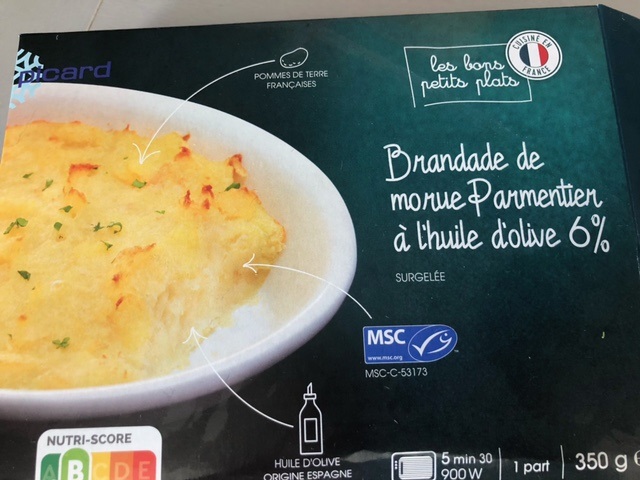 picard
POMMES DE TERRE
FRANÇAISES
les bons
petits plats
CUISINÉ EN
FRANCE
Brandade de
morue Parmentier
à l'huile d'olive 6%
SURGELÉE
MSC
www.msc.org
TM
MSC-C-53173
NUTRI-SCORE
A B C D E
HUILE D'OLIVE
ORIGINE ESPAGNE
5 min 30
900 W
1 part
350 g e